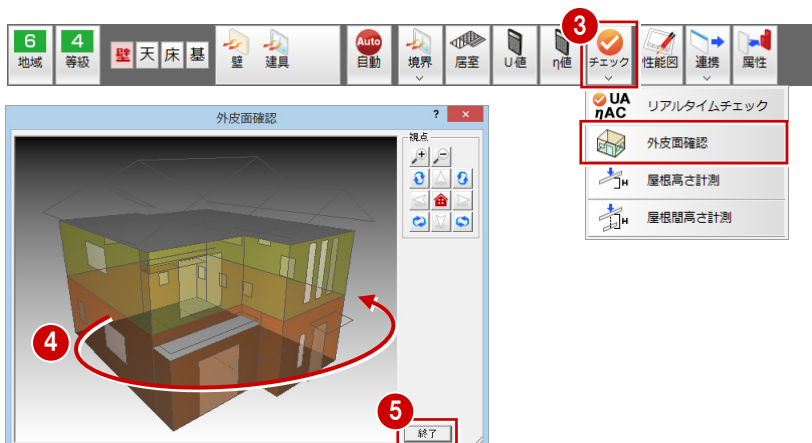 3
6 4 壁 天 床 基 Auto
地域 等級 壁 建具 自動 境界 居室 U値 η値 チェック 性能図 連携 属性
外皮面確認 ? ×
視点
UA
ηAC リアルタイムチェック
外皮面確認
H 屋根高さ計測
H 屋根間高さ計測
4
5
終了